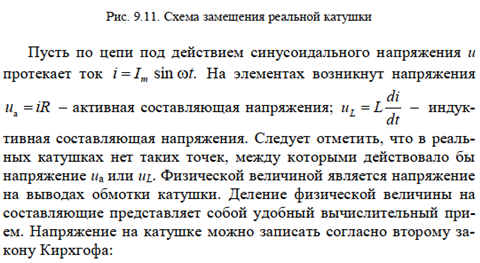 Рис. 9.11. Схема замещения реальной катушки
Пусть по цепи под действием синусоидального напряжения u
протекает ток i = I_m sin ωt. На элементах возникнут напряжения
u_а = iR – активная составляющая напряжения; u_L = L di/dt – индук-
тивная составляющая напряжения. Следует отметить, что в реаль-
ных катушках нет таких точек, между которыми действовало бы
напряжение u_а или u_L. Физической величиной является напряжение
на выводах обмотки катушки. Деление физической величины на
составляющие представляет собой удобный вычислительный при-
ем. Напряжение на катушке можно записать согласно второму за-
кону Кирхгофа: